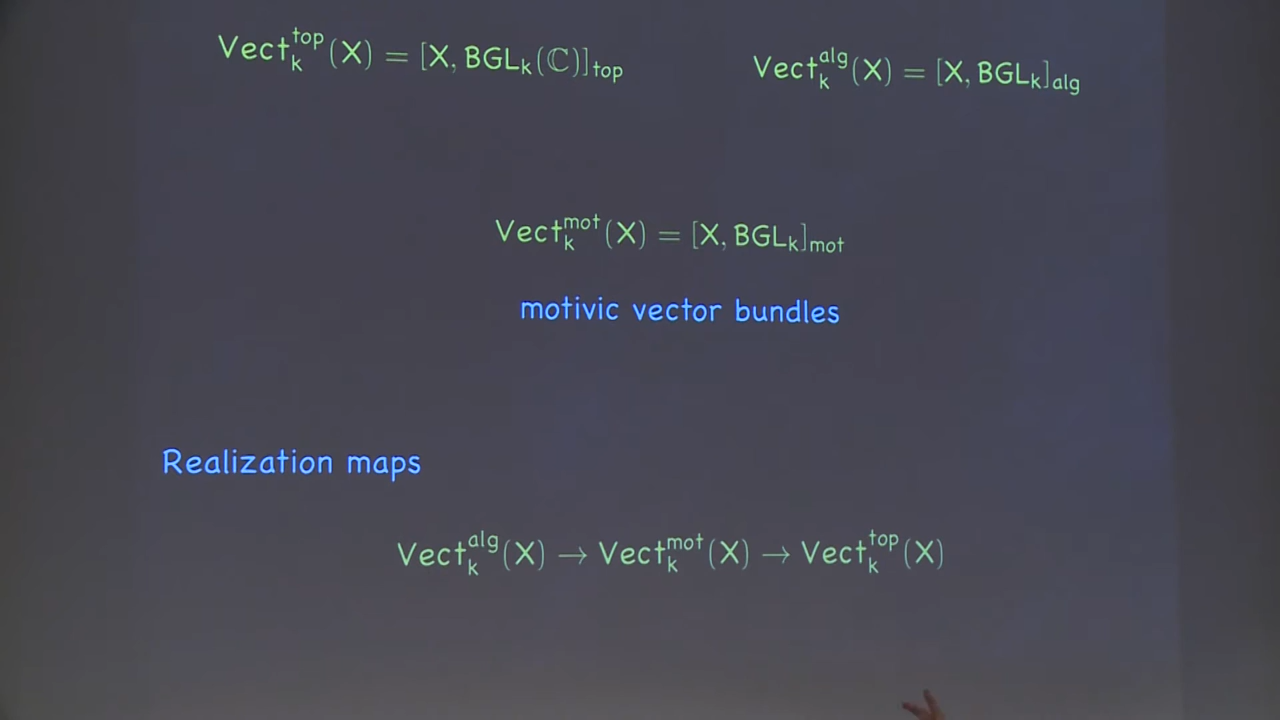 Vect_k^top(X) = [X, BGL_k(ℂ)]_top
Vect_k^alg(X) = [X, BGL_k]_alg
Vect_k^mot(X) = [X, BGL_k]_mot
motivic vector bundles
Realization maps
Vect_k^alg(X) → Vect_k^mot(X) → Vect_k^top(X)